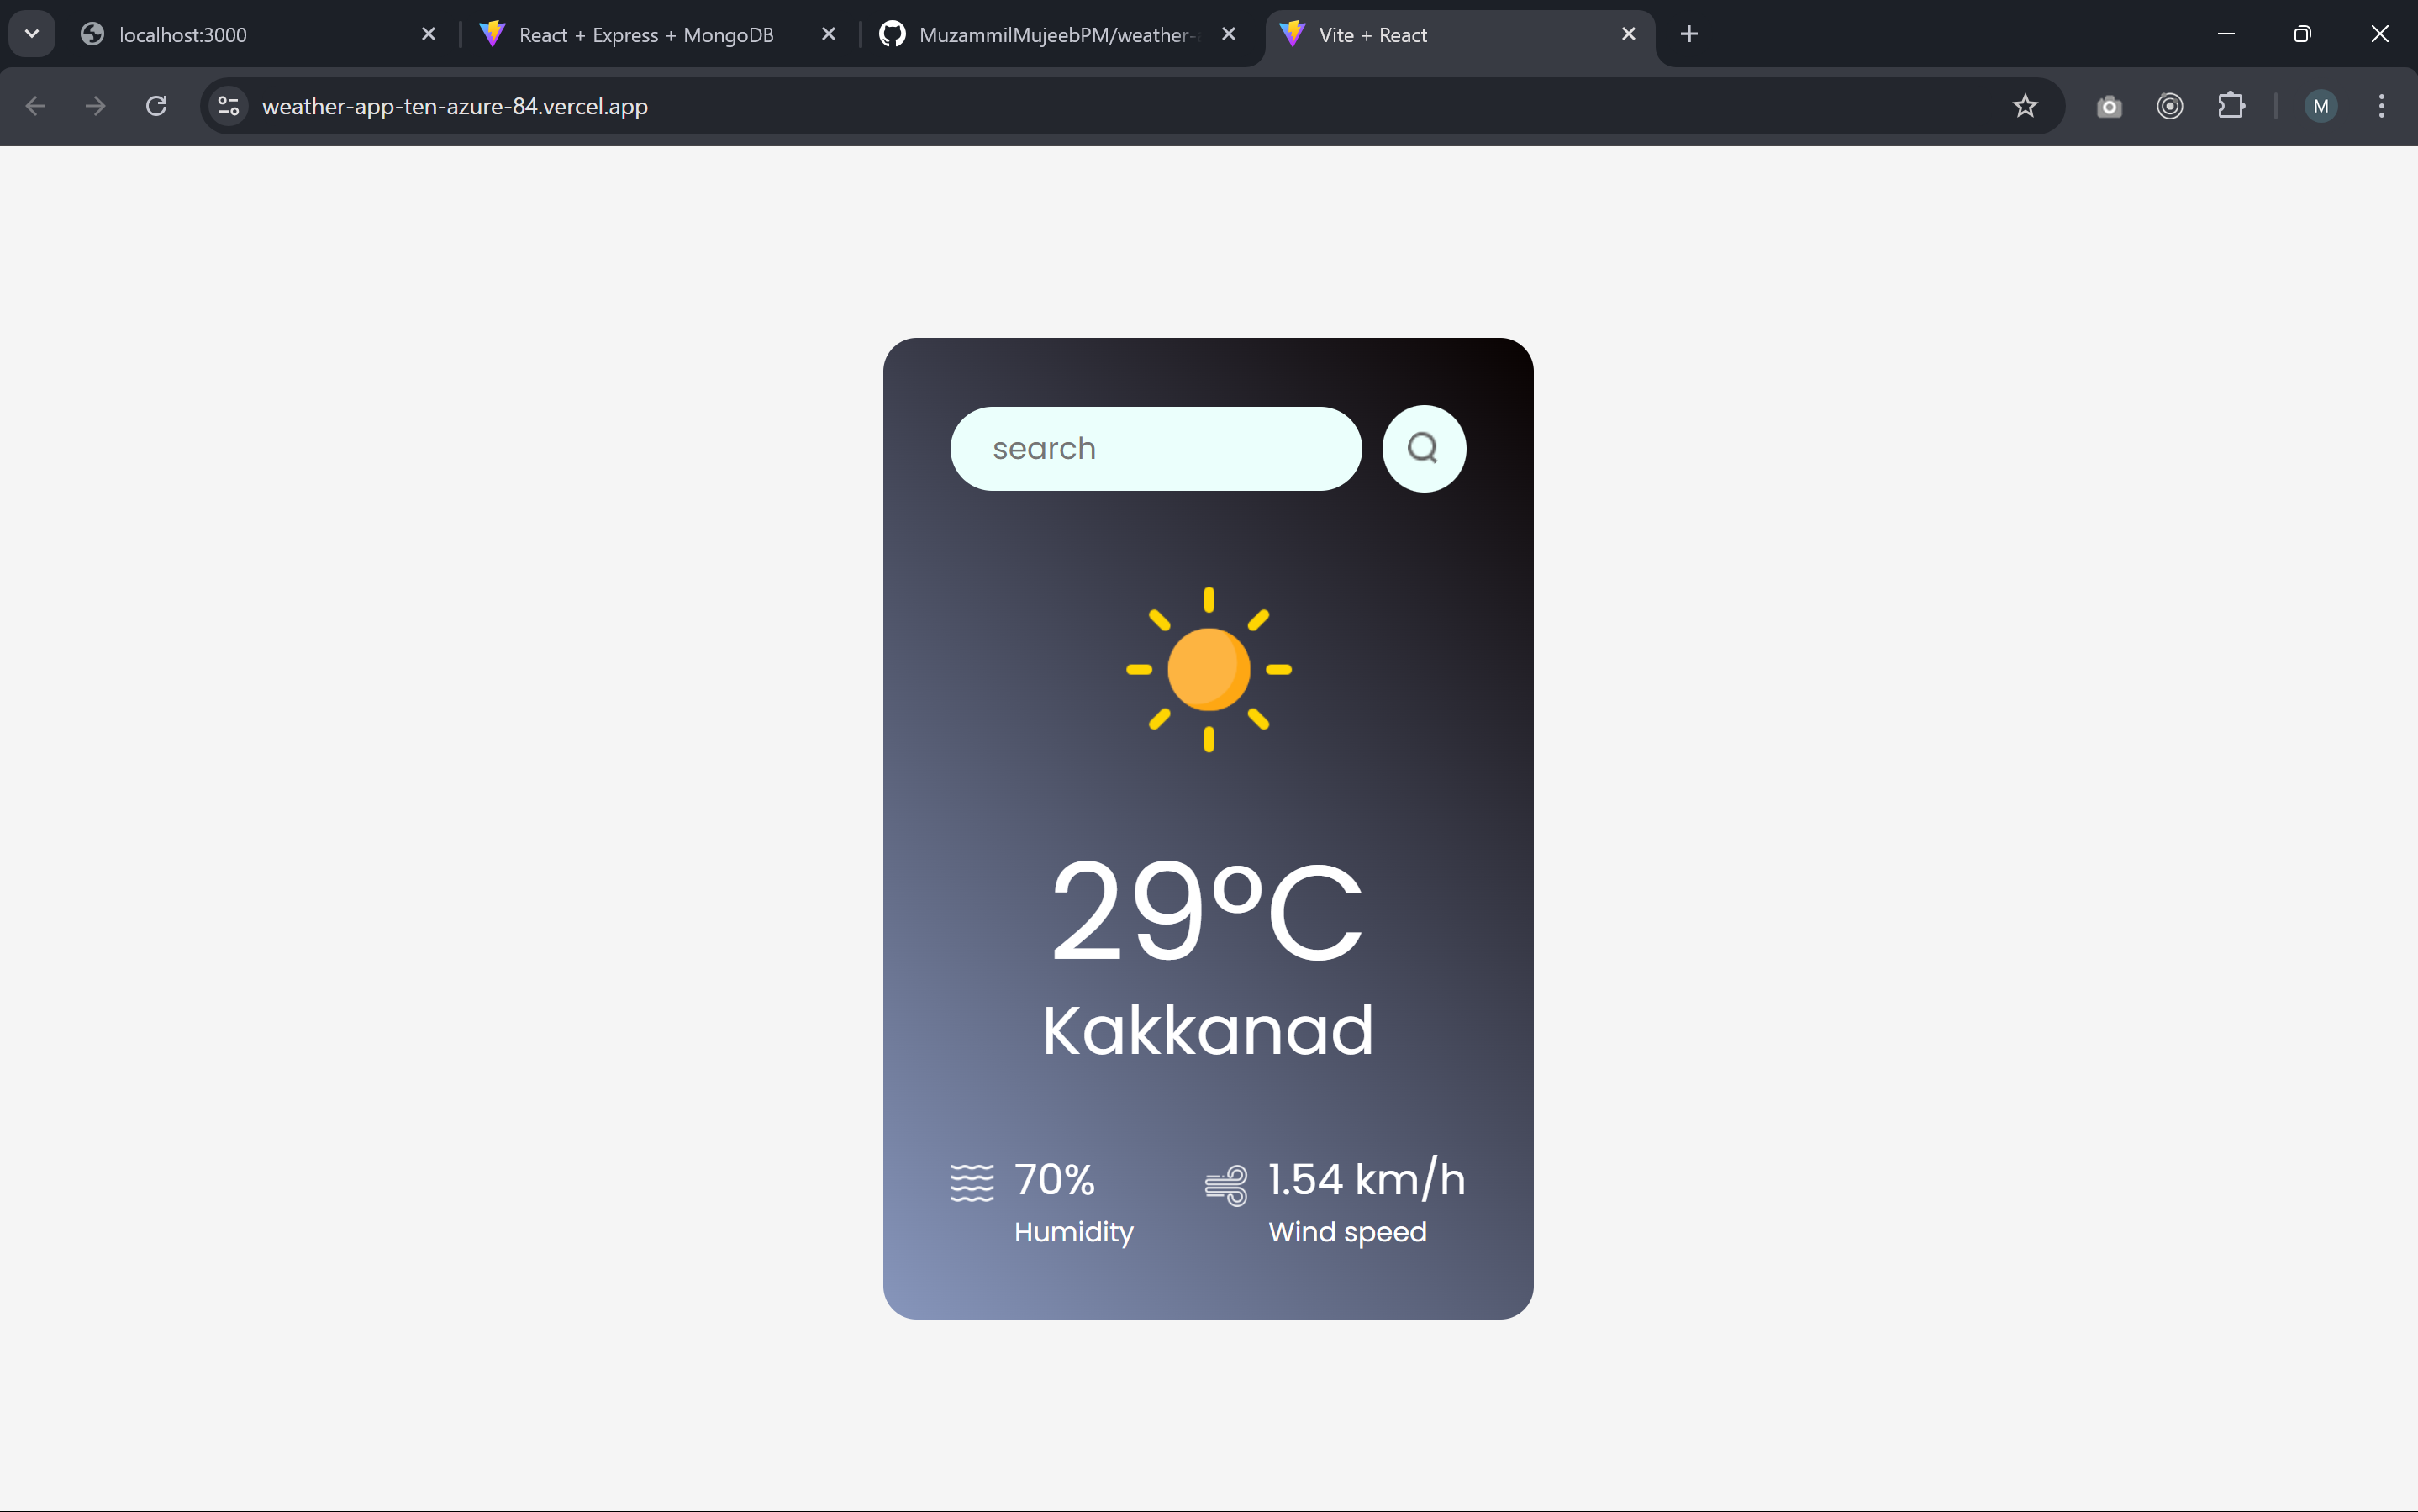 localhost:3000
React + Express + MongoDB
MuzammilMujeebPM/weather-
Vite + React
weather-app-ten-azure-84.vercel.app
M
search
29°C
Kakkanad
70%
Humidity
1.54 km/h
Wind speed